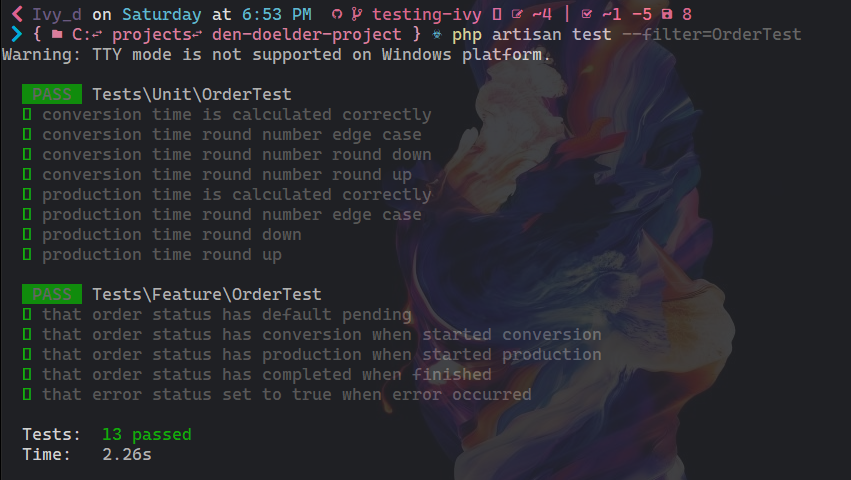 Ivy_d on Saturday at 6:53 PM testing-ivy ~4 | ~1 -5 8
{ C: projects den-doelder-project } php artisan test --filter=OrderTest
Warning: TTY mode is not supported on Windows platform.
PASS Tests\Unit\OrderTest
conversion time is calculated correctly
conversion time round number edge case
conversion time round number round down
conversion time round number round up
production time is calculated correctly
production time round number edge case
production time round down
production time round up
PASS Tests\Feature\OrderTest
that order status has default pending
that order status has conversion when started conversion
that order status has production when started production
that order status has completed when finished
that error status set to true when error occurred
Tests: 13 passed
Time: 2.26s